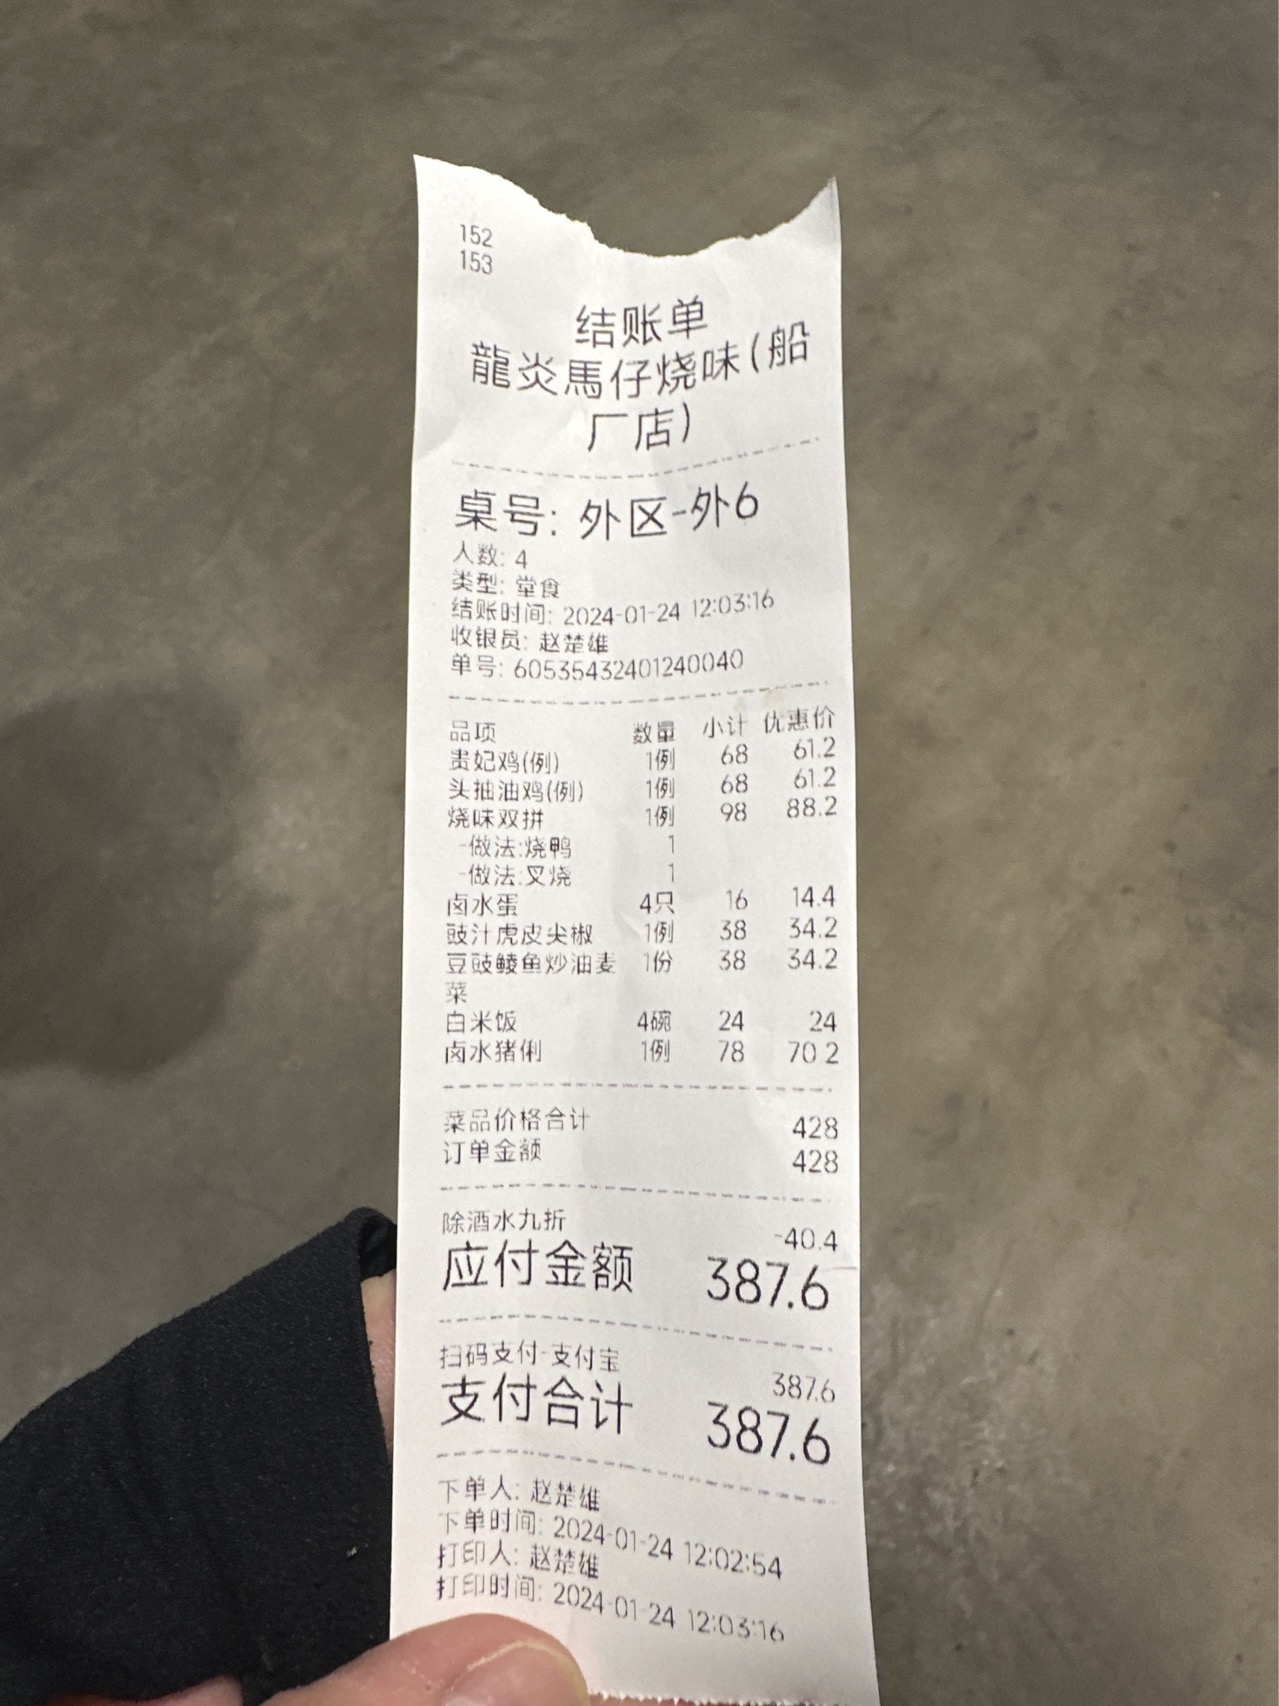 152
153
结账单
龍炎馬仔烧味(船
厂店)
桌号: 外区-外6
人数: 4
类型: 堂食
结账时间: 2024-01-24 12:03:16
收银员: 赵楚雄
单号: 60535432401240040
品项 数量 小计 优惠价
贵妃鸡(例) 1例 68 61.2
头抽油鸡(例) 1例 68 61.2
烧味双拼 1例 98 88.2
-做法:烧鸭 1
-做法:叉烧 1
卤水蛋 4只 16 14.4
豉汁虎皮尖椒 1例 38 34.2
豆豉鲮鱼炒油麦 1份 38 34.2
菜
白米饭 4碗 24 24
卤水猪俐 1例 78 70.2
菜品价格合计 428
订单金额 428
除酒水九折 -40.4
应付金额 387.6
扫码支付-支付宝 387.6
支付合计 387.6
下单人: 赵楚雄
下单时间: 2024-01-24 12:02:54
打印人: 赵楚雄
打印时间: 2024-01-24 12:03:16